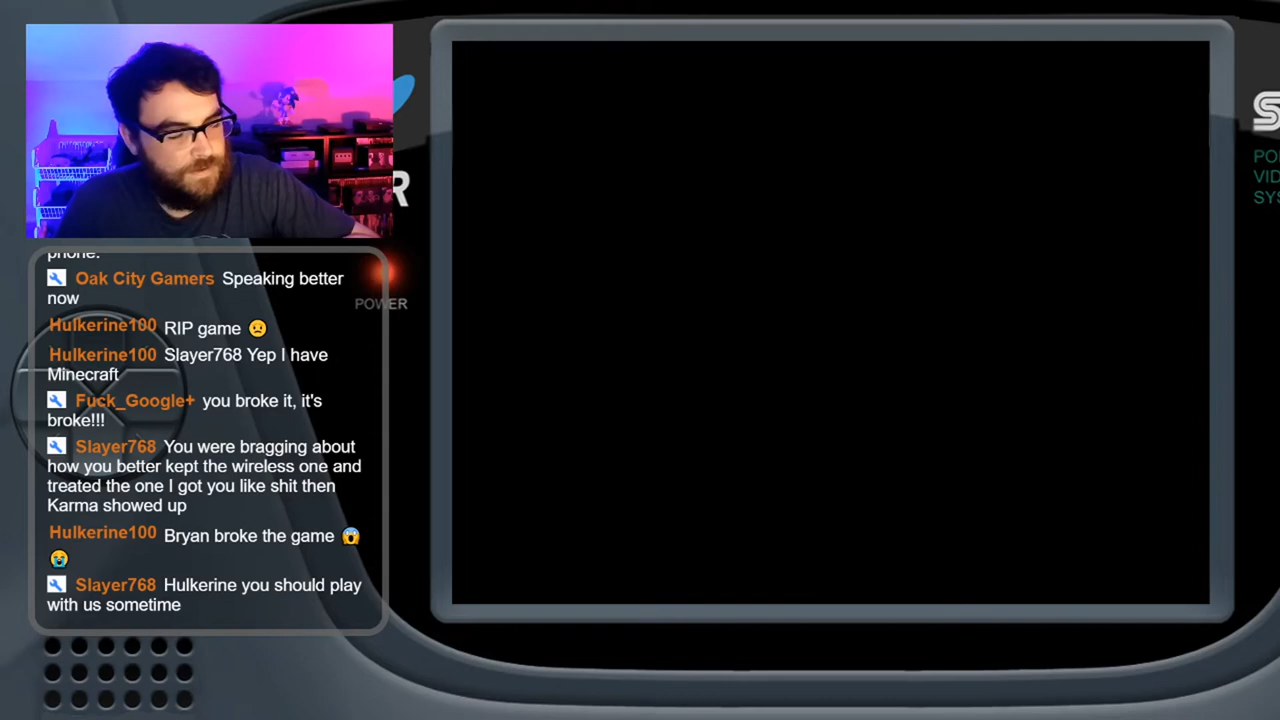 phone.
Oak City Gamers Speaking better
now
Hulkerine100 RIP game
Hulkerine100 Slayer768 Yep I have
Minecraft
Fuck_Google+ you broke it, it's
broke!!!
Slayer768 You were bragging about
how you better kept the wireless one and
treated the one I got you like shit then
Karma showed up
Hulkerine100 Bryan broke the game
Slayer768 Hulkerine you should play
with us sometime
R
POWER
S
PO
VID
SYS